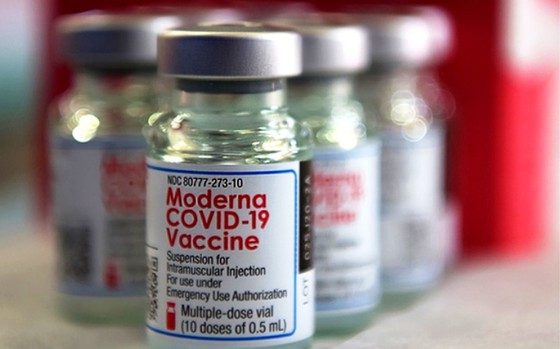 NDC 80777-273-10
Moderna
COVID-19
Vaccine
Suspension for
Intramuscular Injection
For use under
Emergency Use Authorization
Multiple-dose vial
(10 doses of 0.5 mL)
LOT